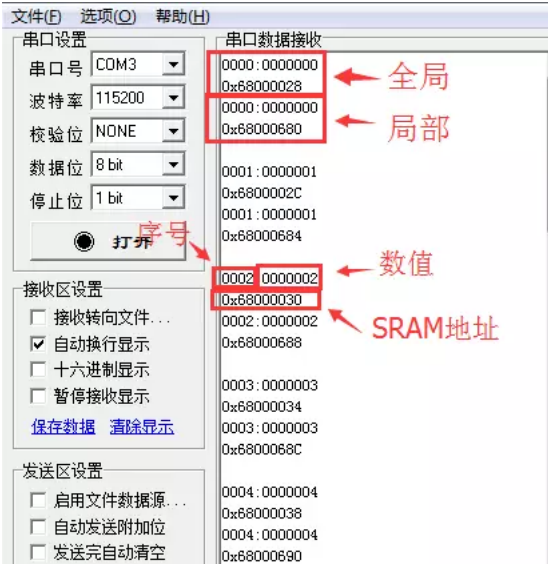 文件(F) 选项(O) 帮助(H)
串口设置
串口号 COM3
波特率 115200
校验位 NONE
数据位 8 bit
停止位 1 bit
打开
接收区设置
接收转向文件...
自动换行显示
十六进制显示
暂停接收显示
保存数据 清除显示
发送区设置
启用文件数据源...
自动发送附加位
发送完自动清空
串口数据接收
0000:0000000
0x68000028
全局
0000:0000000
0x68000680
局部
0001:0000001
0x6800002C
0001:0000001
0x68000684
序号
0002:0000002
数值
0x68000030
SRAM地址
0002:0000002
0x68000688
0003:0000003
0x68000034
0003:0000003
0x6800068C
0004:0000004
0x68000038
0004:0000004
0x68000690